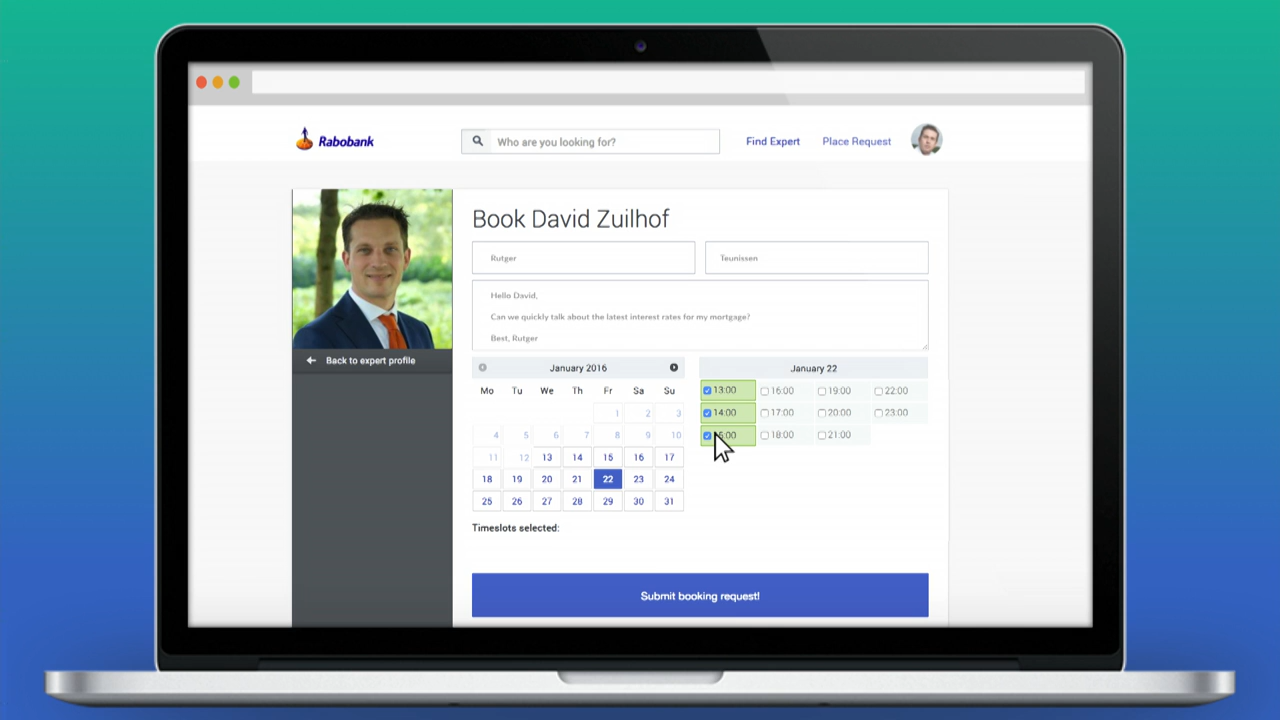 Rabobank
Who are you looking for?
Find Expert
Place Request
Book David Zuilhof
Rutger
Teunissen
Hello David,
Can we quickly talk about the latest interest rates for my mortgage?
Best, Rutger
Back to expert profile
January 2016
Mo Tu We Th Fr Sa Su
1 2 3
4 5 6 7 8 9 10
11 12 13 14 15 16 17
18 19 20 21 22 23 24
25 26 27 28 29 30 31
January 22
13:00 16:00 19:00 22:00
14:00 17:00 20:00 23:00
18:00 21:00
Timeslots selected:
Submit booking request!